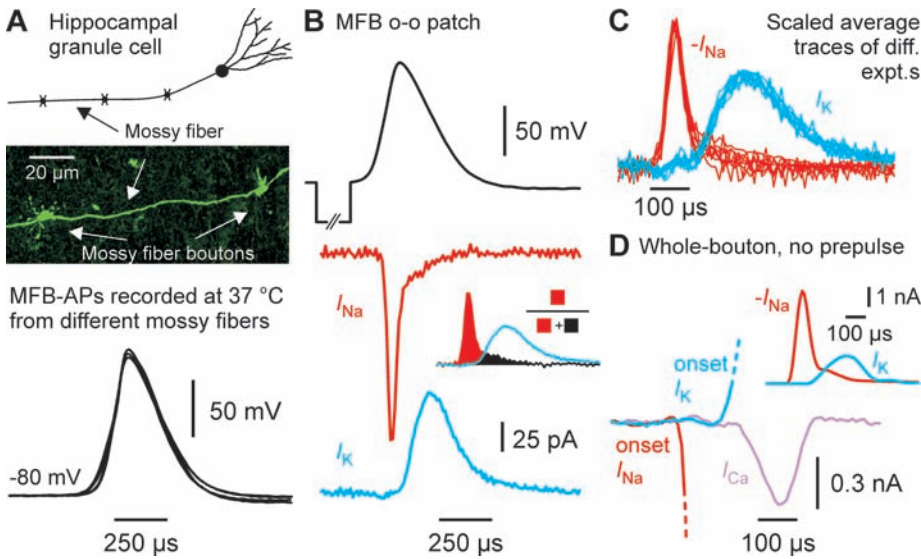 A
Hippocampal
granule cell
Mossy fiber
20 µm
Mossy fiber boutons
MFB-APs recorded at 37 °C
from different mossy fibers
50 mV
-80 mV
250 µs
B
MFB o-o patch
50 mV
//
INa
+
25 pA
IK
250 µs
C
Scaled average
traces of diff.
expt.s
-INa
IK
100 µs
D
Whole-bouton, no prepulse
-INa
1 nA
100
µs
IK
onset
IK
onset
INa
ICa
0.3 nA
100 µs